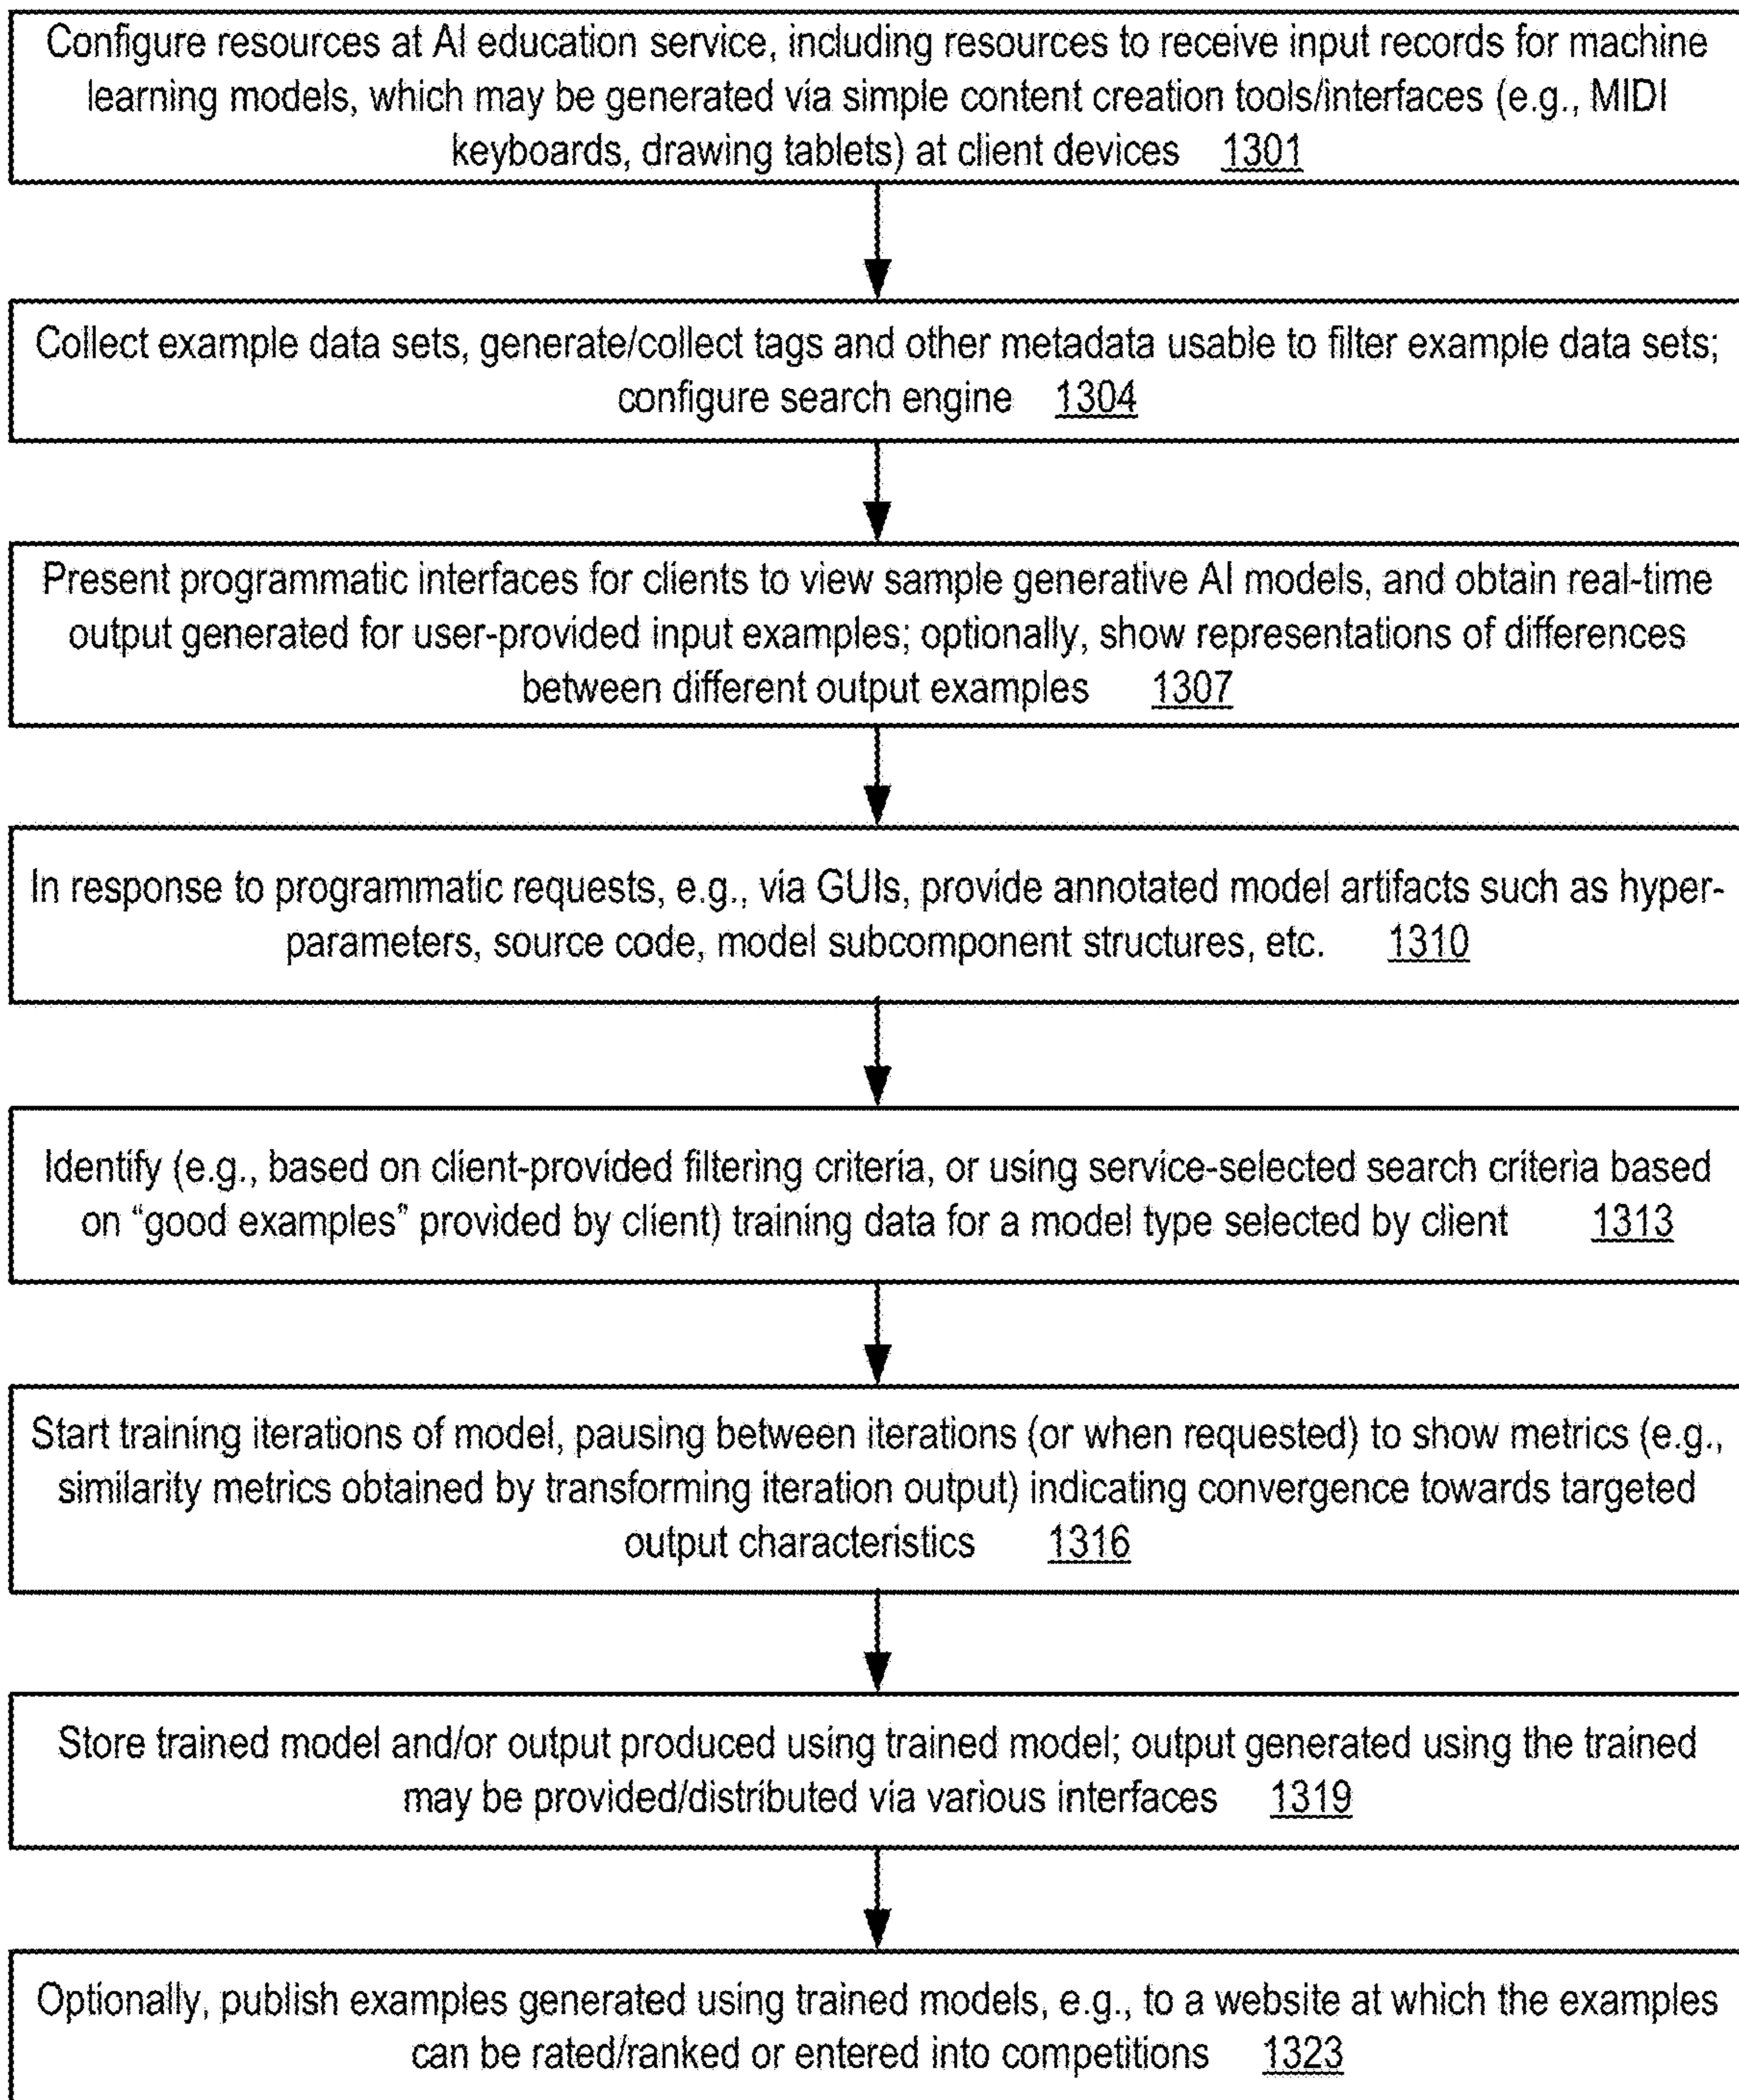 Configure resources at AI education service, including resources to receive input records for machine
learning models, which may be generated via simple content creation tools/interfaces (e.g., MIDI
keyboards, drawing tablets) at client devices 1301
Collect example data sets, generate/collect tags and other metadata usable to filter example data sets;
configure search engine 1304
Present programmatic interfaces for clients to view sample generative AI models, and obtain real-time
output generated for user-provided input examples; optionally, show representations of differences
between different output examples 1307
In response to programmatic requests, e.g., via GUIs, provide annotated model artifacts such as hyper-
parameters, source code, model subcomponent structures, etc. 1310
Identify (e.g., based on client-provided filtering criteria, or using service-selected search criteria based
on “good examples” provided by client) training data for a model type selected by client 1313
Start training iterations of model, pausing between iterations (or when requested) to show metrics (e.g.,
similarity metrics obtained by transforming iteration output) indicating convergence towards targeted
output characteristics 1316
Store trained model and/or output produced using trained model; output generated using the trained
may be provided/distributed via various interfaces 1319
Optionally, publish examples generated using trained models, e.g., to a website at which the examples
can be rated/ranked or entered into competitions 1323